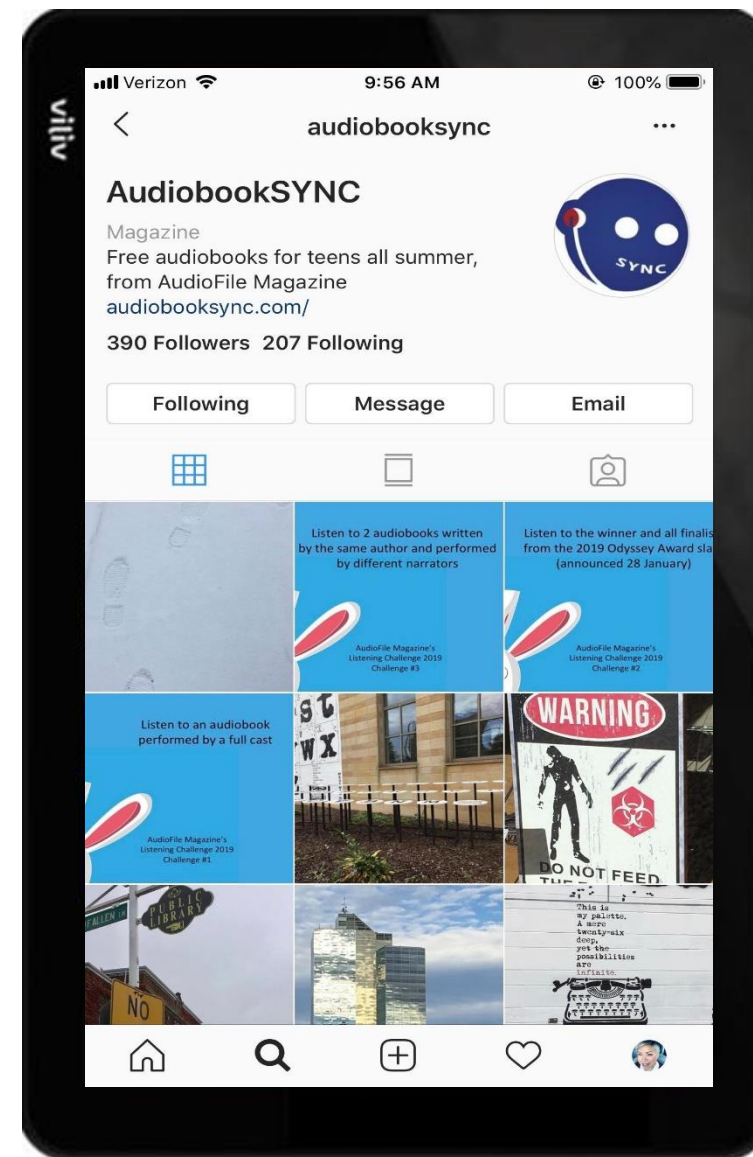 viliv
Verizon 9:56 AM 100%
audiobooksync
AudiobookSYNC
Magazine
Free audiobooks for teens all summer,
from AudioFile Magazine
audiobooksync.com/
SYNC
390 Followers 207 Following
Following Message Email
Listen to 2 audiobooks written
by the same author and performed
by different narrators
AudioFile Magazine's
Listening Challenge 2019
Challenge #3
Listen to the winner and all finalis
from the 2019 Odyssey Award sla
(announced 28 January)
AudioFile Magazine's
Listening Challenge 2019
Challenge #2
Listen to an audiobook
performed by a full cast
AudioFile Magazine's
Listening Challenge 2019
Challenge #1
st
WX
WARNING
DO NOT FEED
PUBLIC
LIBRARY
ALLEN
NO
This is
my palette.
A mere
twenty-six
deep,
yet the
possibilities
are
infinite.